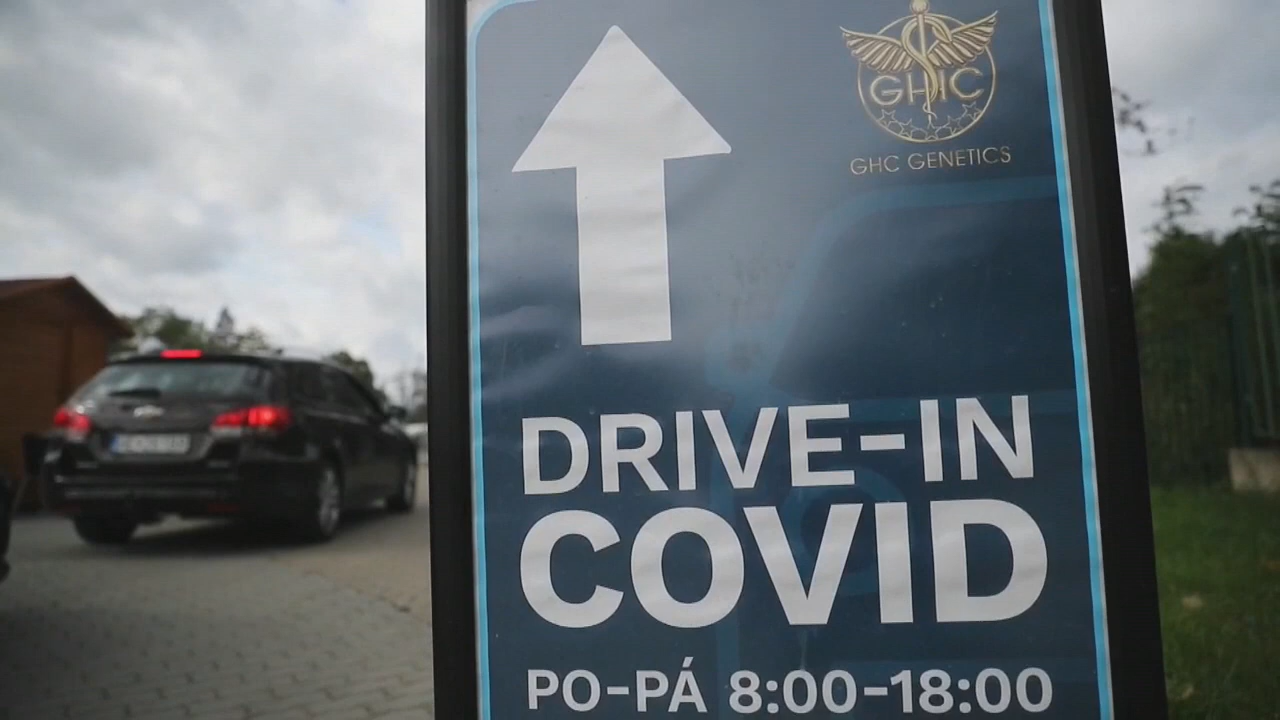 GHC
GHC GENETICS
DRIVE-IN
COVID
PO-PÁ 8:00-18:00